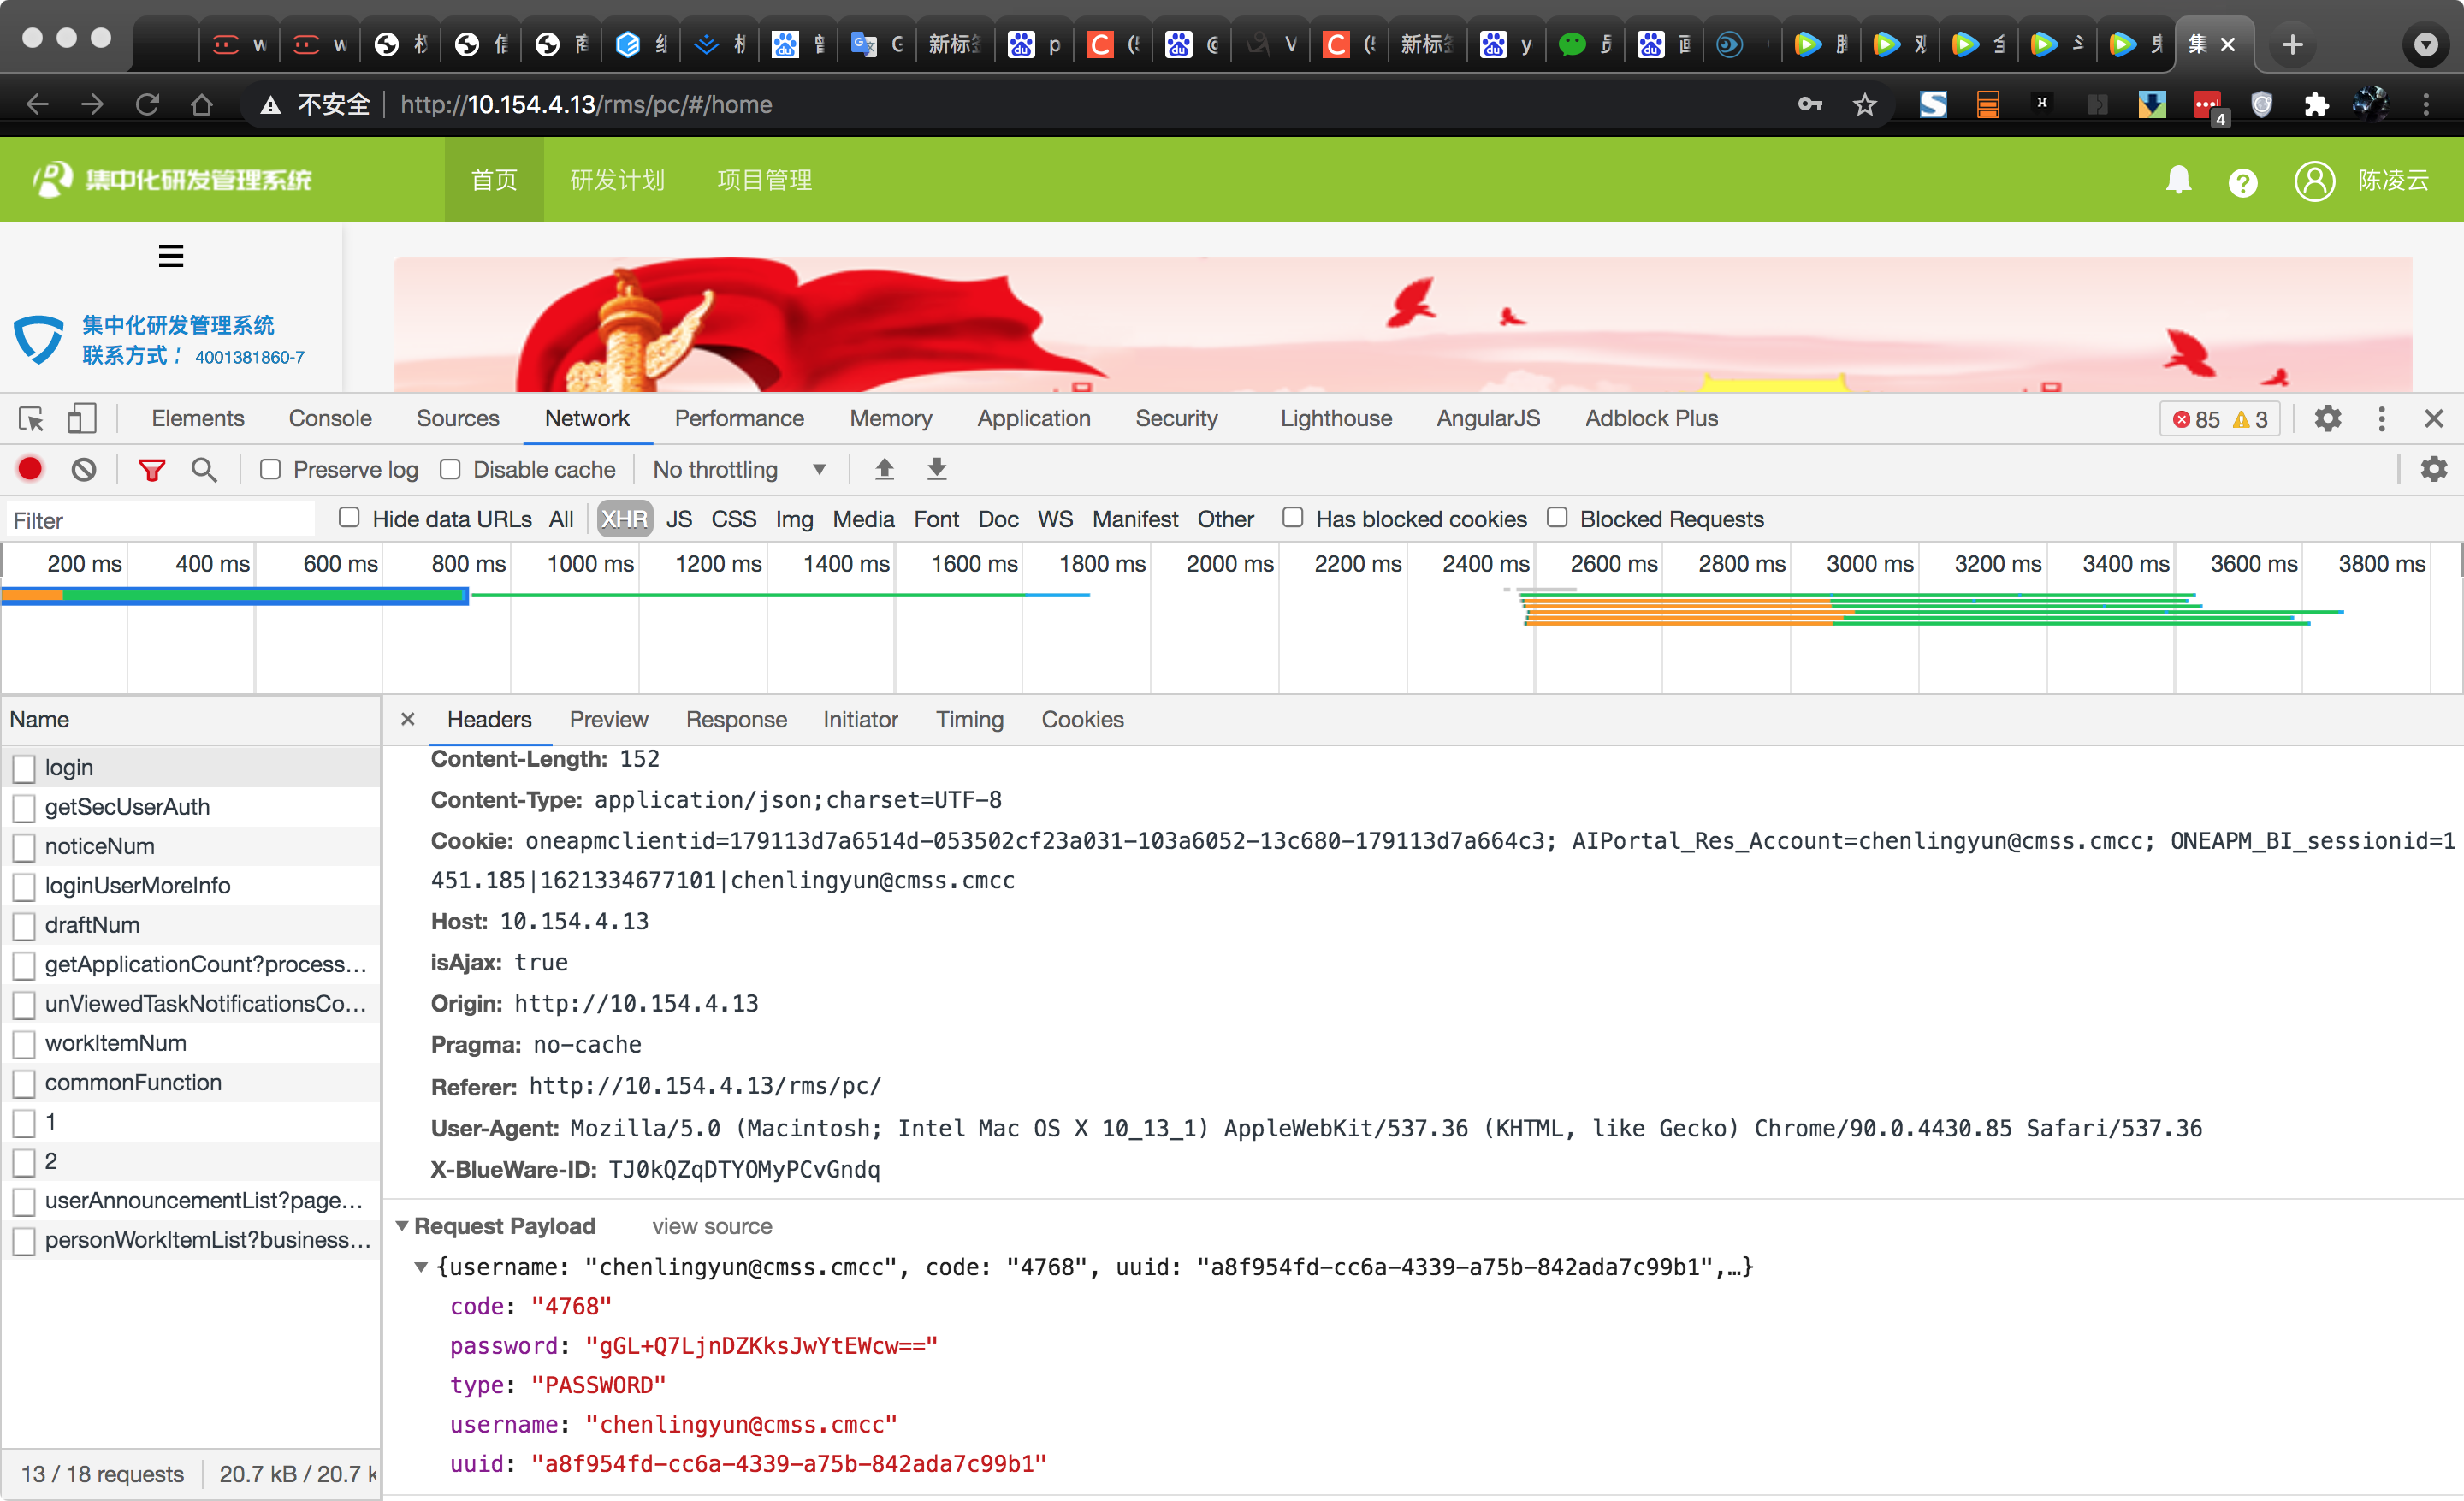 新标签
新标签
集
不安全 http://10.154.4.13/rms/pc/#/home
4
集中化研发管理系统 首页 研发计划 项目管理 陈凌云
集中化研发管理系统
联系方式： 4001381860-7
Elements Console Sources Network Performance Memory Application Security Lighthouse AngularJS Adblock Plus 85 3
Preserve log Disable cache No throttling
Filter Hide data URLs All XHR JS CSS Img Media Font Doc WS Manifest Other Has blocked cookies Blocked Requests
200 ms 400 ms 600 ms 800 ms 1000 ms 1200 ms 1400 ms 1600 ms 1800 ms 2000 ms 2200 ms 2400 ms 2600 ms 2800 ms 3000 ms 3200 ms 3400 ms 3600 ms 3800 ms
Name
login
getSecUserAuth
noticeNum
loginUserMoreInfo
draftNum
getApplicationCount?process…
unViewedTaskNotificationsCo…
workItemNum
commonFunction
1
2
userAnnouncementList?page…
personWorkItemList?business…
13 / 18 requests 20.7 kB / 20.7 k
Headers Preview Response Initiator Timing Cookies
Content-Length: 152
Content-Type: application/json;charset=UTF-8
Cookie: oneapmclientid=179113d7a6514d-053502cf23a031-103a6052-13c680-179113d7a664c3; AIPortal_Res_Account=chenlingyun@cmss.cmcc; ONEAPM_BI_sessionid=1
451.185|1621334677101|chenlingyun@cmss.cmcc
Host: 10.154.4.13
isAjax: true
Origin: http://10.154.4.13
Pragma: no-cache
Referer: http://10.154.4.13/rms/pc/
User-Agent: Mozilla/5.0 (Macintosh; Intel Mac OS X 10_13_1) AppleWebKit/537.36 (KHTML, like Gecko) Chrome/90.0.4430.85 Safari/537.36
X-BlueWare-ID: TJ0kQZqDTYOMyPCvGndq
Request Payload view source
{username: "chenlingyun@cmss.cmcc", code: "4768", uuid: "a8f954fd-cc6a-4339-a75b-842ada7c99b1",…}
code: "4768"
password: "gGL+Q7LjnDZKksJwYtEWcw=="
type: "PASSWORD"
username: "chenlingyun@cmss.cmcc"
uuid: "a8f954fd-cc6a-4339-a75b-842ada7c99b1"